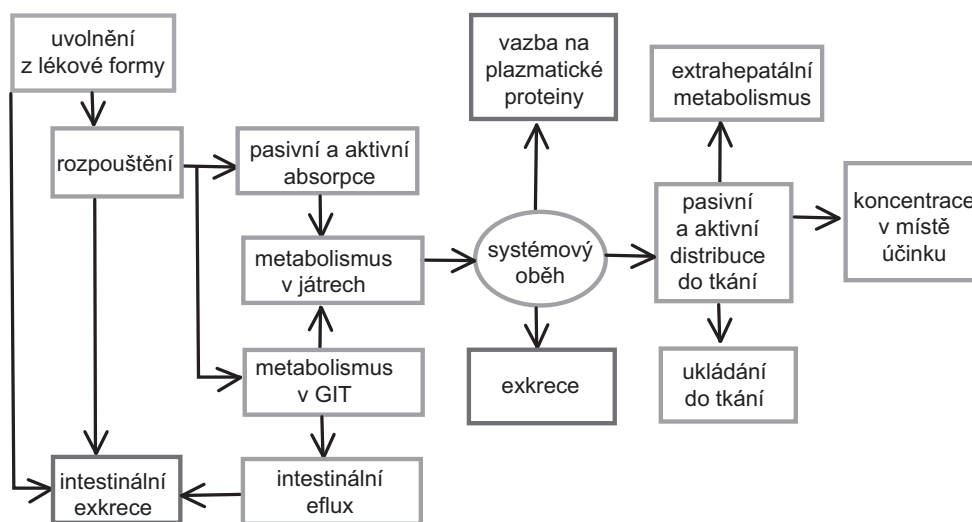 uvolnění
z lékové formy
rozpouštění
pasivní a aktivní
absorpce
metabolismus
v játrech
metabolismus
v GIT
intestinální
eflux
intestinální
exkrece
vazba na
plazmatické
proteiny
systémový
oběh
exkrece
extrahepatální
metabolismus
pasivní
a aktivní
distribuce
do tkání
ukládání
do tkání
koncentrace
v místě
účinku